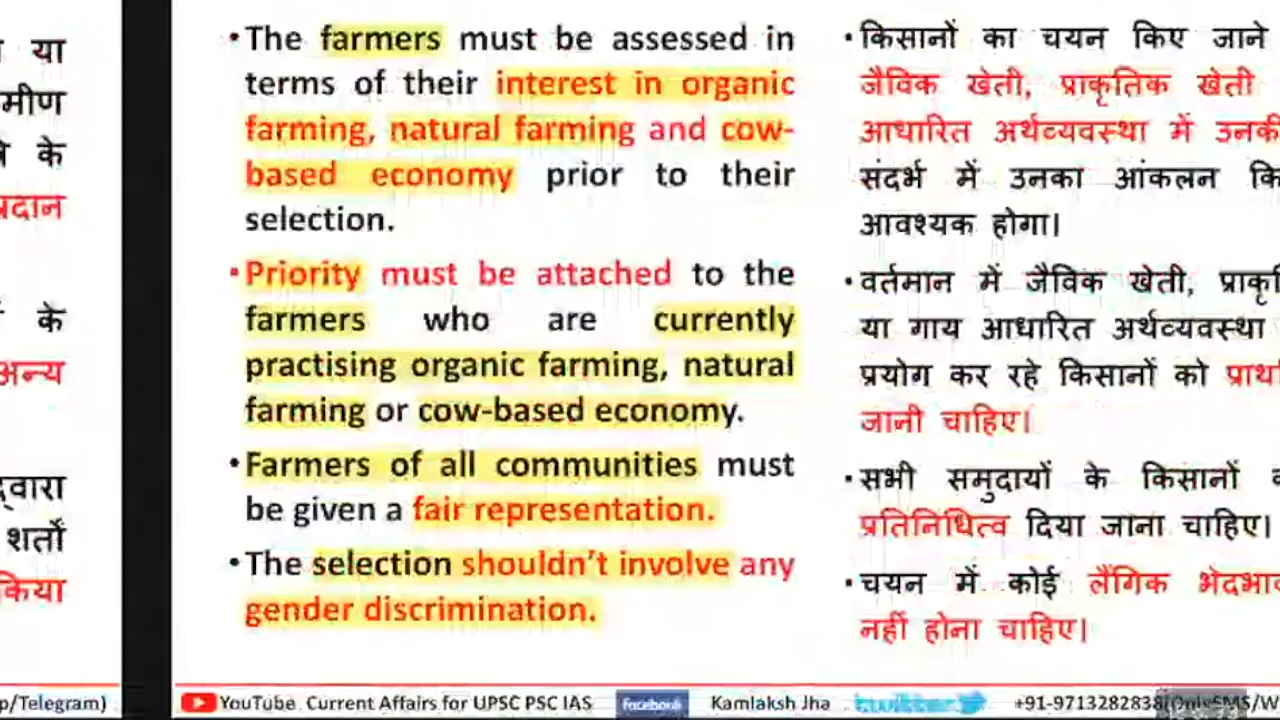 या
मीण
के
प्रदान
के
अन्य
द्वारा
शर्तों
किया
p/Telegram)
•The farmers must be assessed in
terms of their interest in organic
farming, natural farming and cow-
based economy prior to their
selection.
•Priority must be attached to the
farmers who are currently
practising organic farming, natural
farming or cow-based economy.
•Farmers of all communities must
be given a fair representation.
•The selection shouldn't involve any
gender discrimination.
•किसानों का चयन किए जाने
जैविक खेती, प्राकृतिक खेती
आधारित अर्थव्यवस्था में उनकी
संदर्भ में उनका आंकलन
आवश्यक होगा।
•वर्तमान में जैविक खेती,
या गाय आधारित अर्थव्यवस्था
प्रयोग कर रहे किसानों को
जानी चाहिए।
•सभी समुदायों के किसानों
प्रतिनिधित्व दिया जाना चाहिए।
•चयन में कोई लैंगिक भेदभाव
नहीं होना चाहिए।
YouTube Current Affairs for UPSC PSC IAS facebook Kamlaksh Jha twitter +91-9713282838(OnlySMS/W